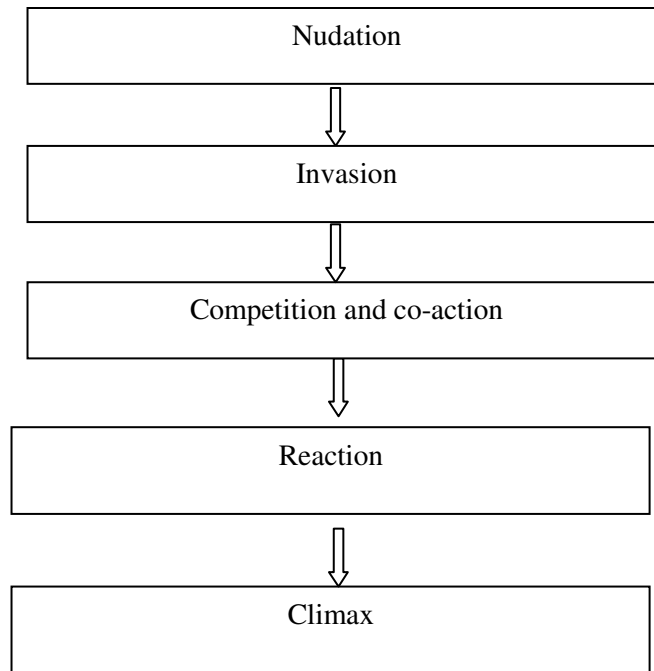 Nudation
Invasion
Competition and co-action
Reaction
Climax